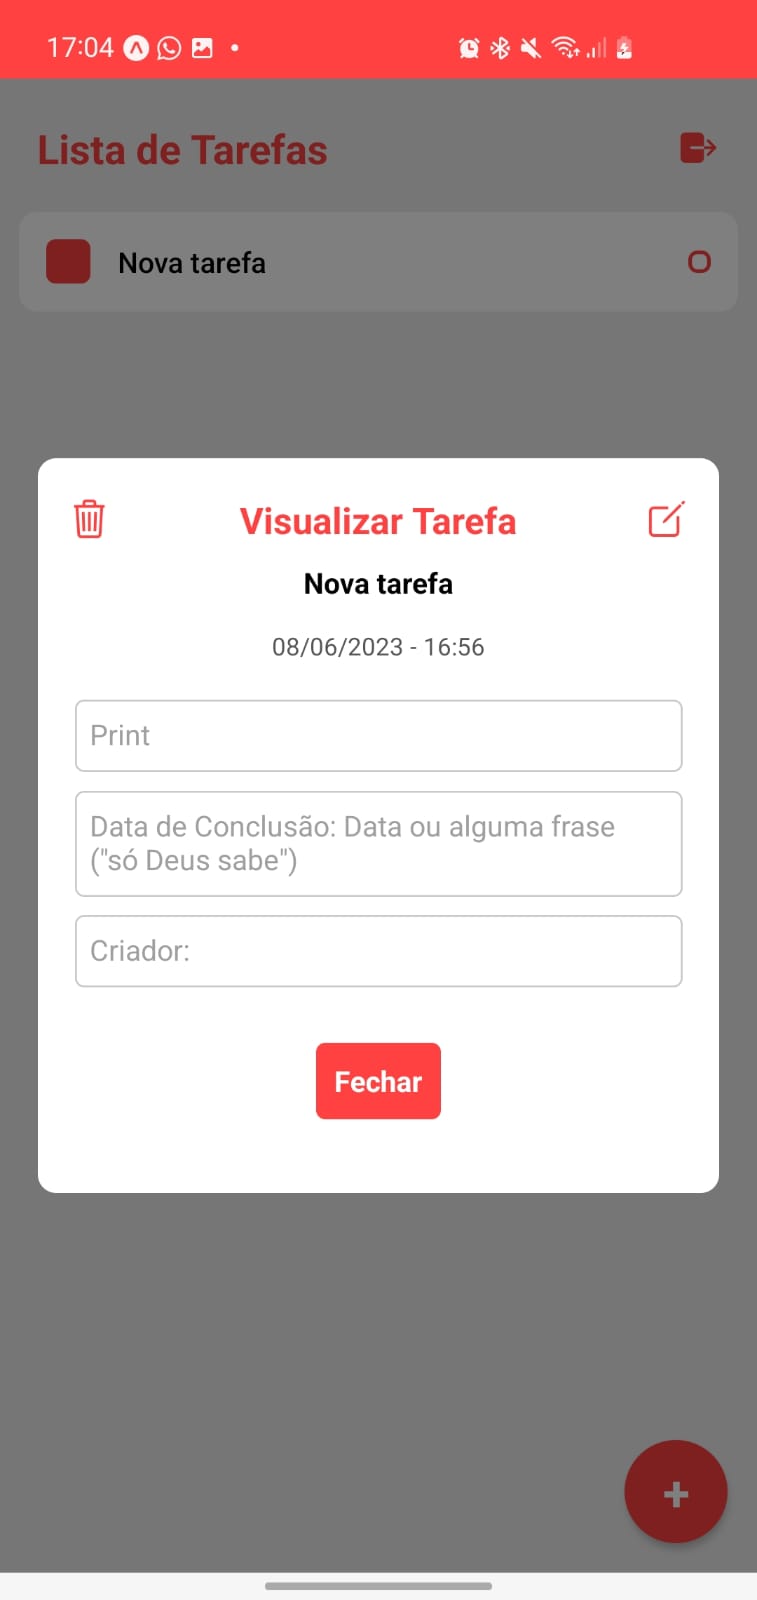 17:04
Lista de Tarefas
Nova tarefa
Visualizar Tarefa
Nova tarefa
08/06/2023 - 16:56
Print
Data de Conclusão: Data ou alguma frase
("só Deus sabe")
Criador:
Fechar
+